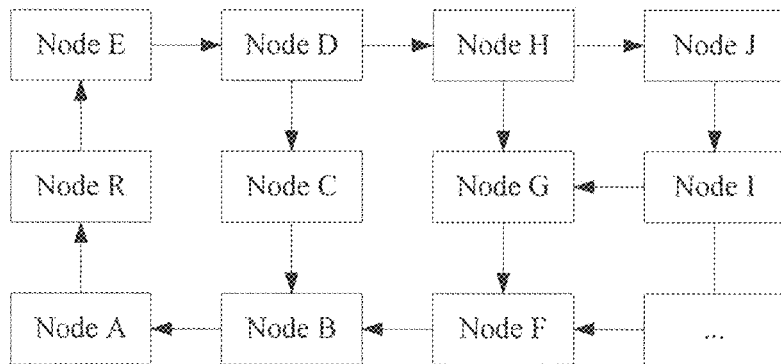 Node E Node D Node H Node J
Node R Node C Node G Node I
Node A Node B Node F ...